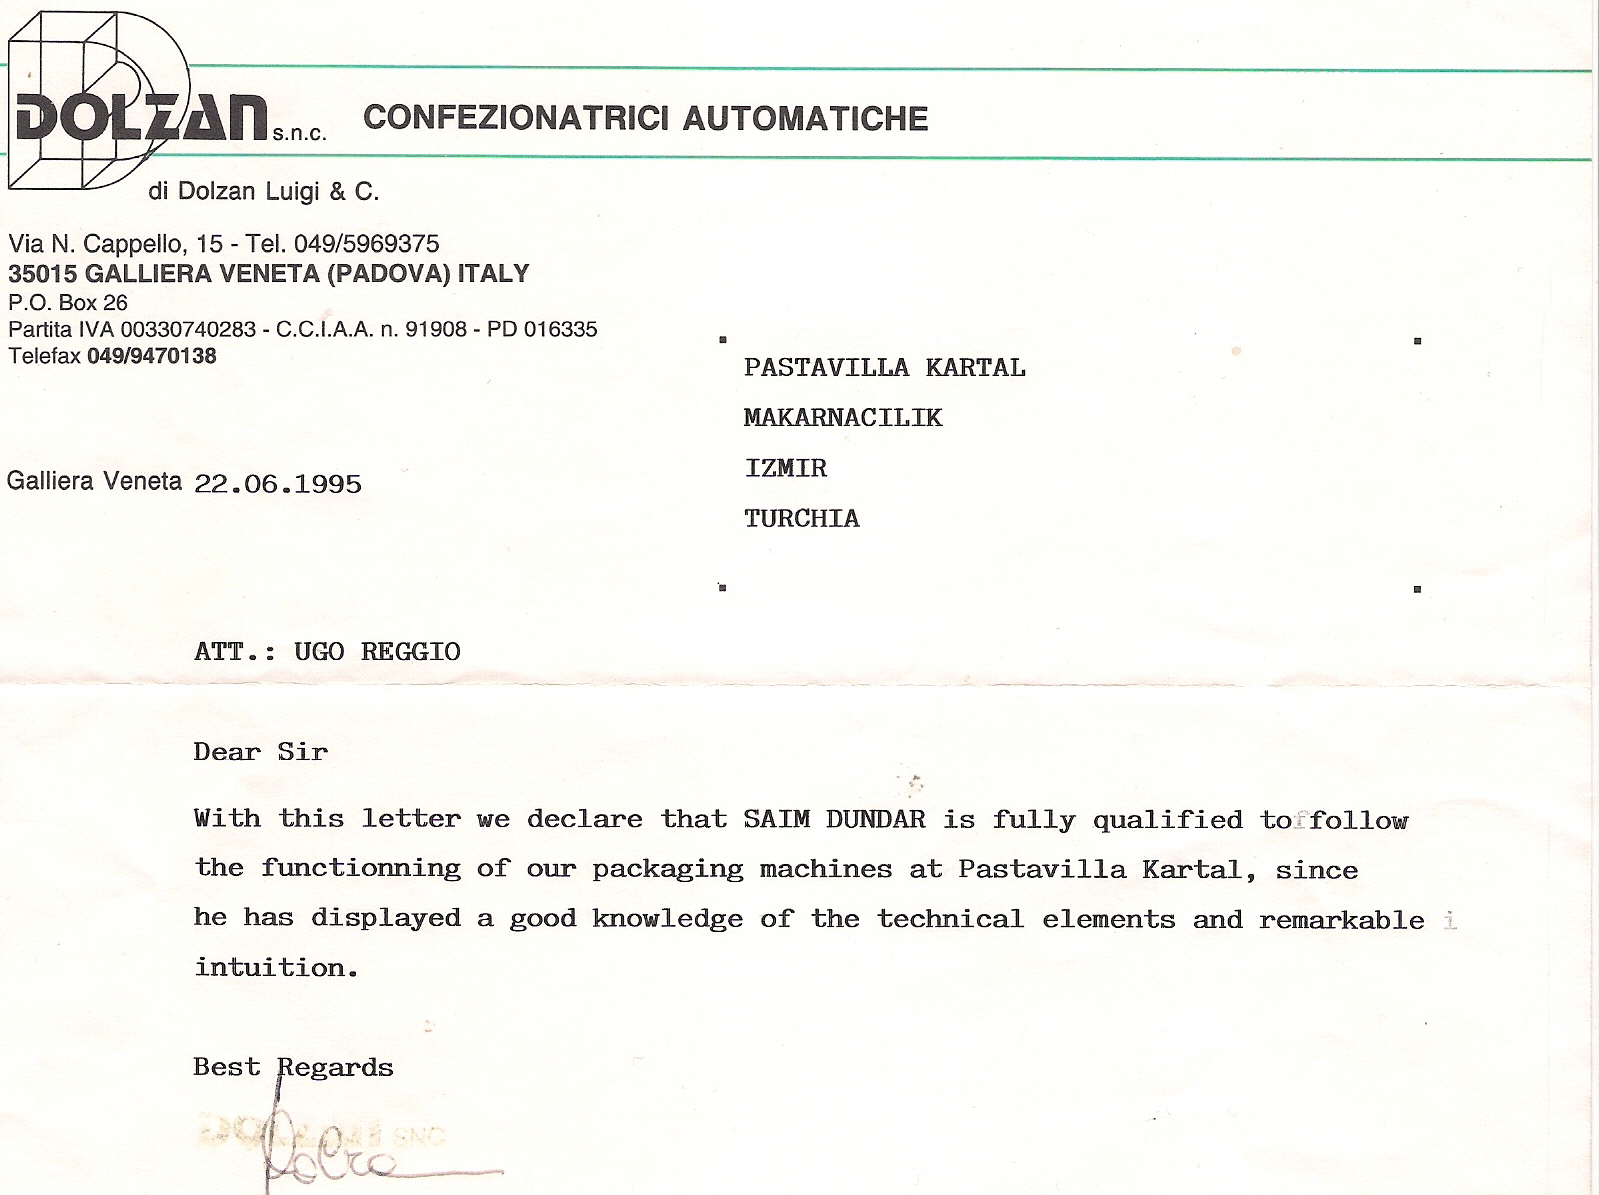 DOLZAN s.n.c. CONFEZIONATRICI AUTOMATICHE
di Dolzan Luigi & C.
Via N. Cappello, 15 - Tel. 049/5969375
35015 GALLIERA VENETA (PADOVA) ITALY
P.O. Box 26
Partita IVA 00330740283 - C.C.I.A.A. n. 91908 - PD 016335
Telefax 049/9470138
PASTAVILLA KARTAL
MAKARNACILIK
IZMIR
TURCHIA
Galliera Veneta 22.06.1995
ATT.: UGO REGGIO
Dear Sir
With this letter we declare that SAIM DUNDAR is fully qualified to follow
the functionning of our packaging machines at Pastavilla Kartal, since
he has displayed a good knowledge of the technical elements and remarkable i
intuition.
Best Regards
SNC